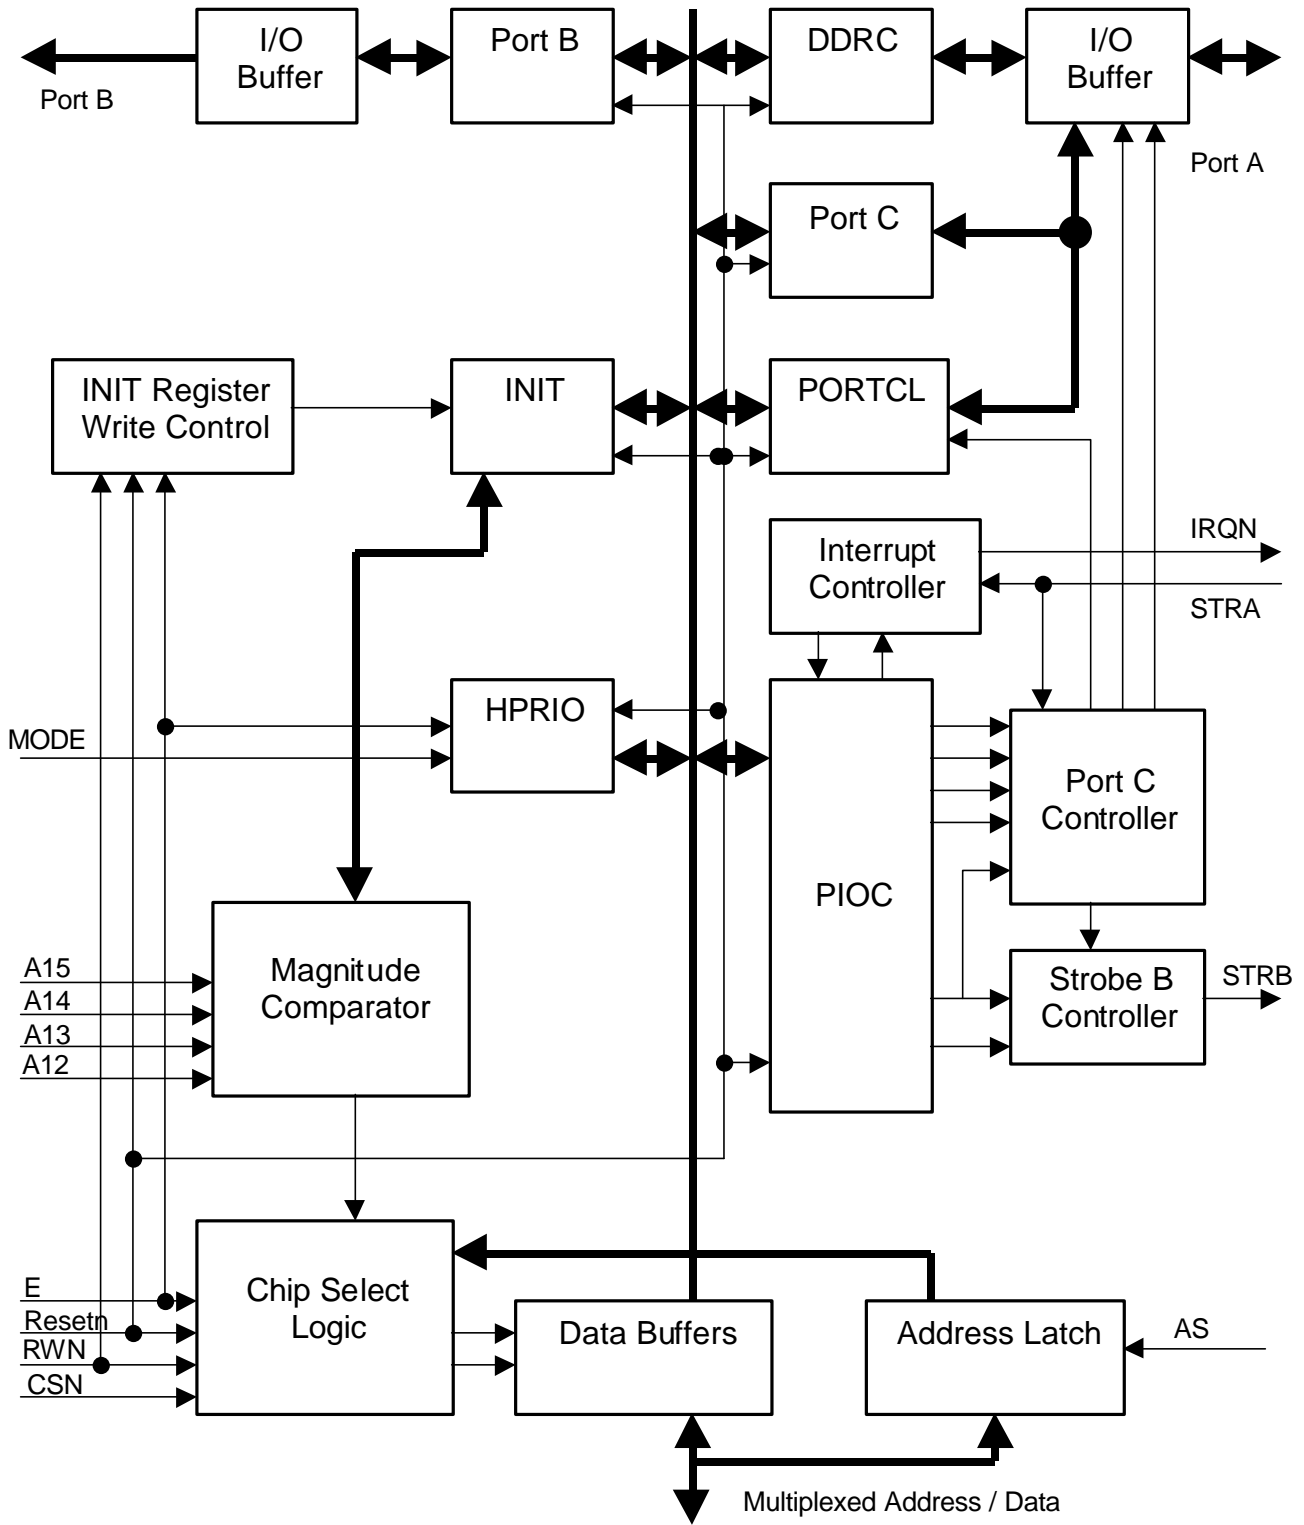 I/O
Buffer
Port B
DDRC
I/O
Buffer
Port B
Port A
Port C
INIT Register
Write Control
INIT
PORTCL
Interrupt
Controller
IRQN
STRA
HPRIO
MODE
Port C
Controller
PIOC
Magnitude
Comparator
A15
A14
A13
A12
Strobe B
Controller
STRB
Chip Select
Logic
E
Resetn
RWN
CSN
Data Buffers
Address Latch
AS
Multiplexed Address / Data